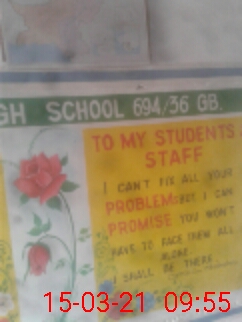 GH SCHOOL 694/36 GB.
TO MY STUDENTS
STAFF
I CAN'T FIX ALL YOUR
PROBLEMS BUT I CAN
PROMISE YOU WON'T
HAVE TO FACE THEM ALL
ALONE
I SHALL BE THERE
15-03-21 09:55